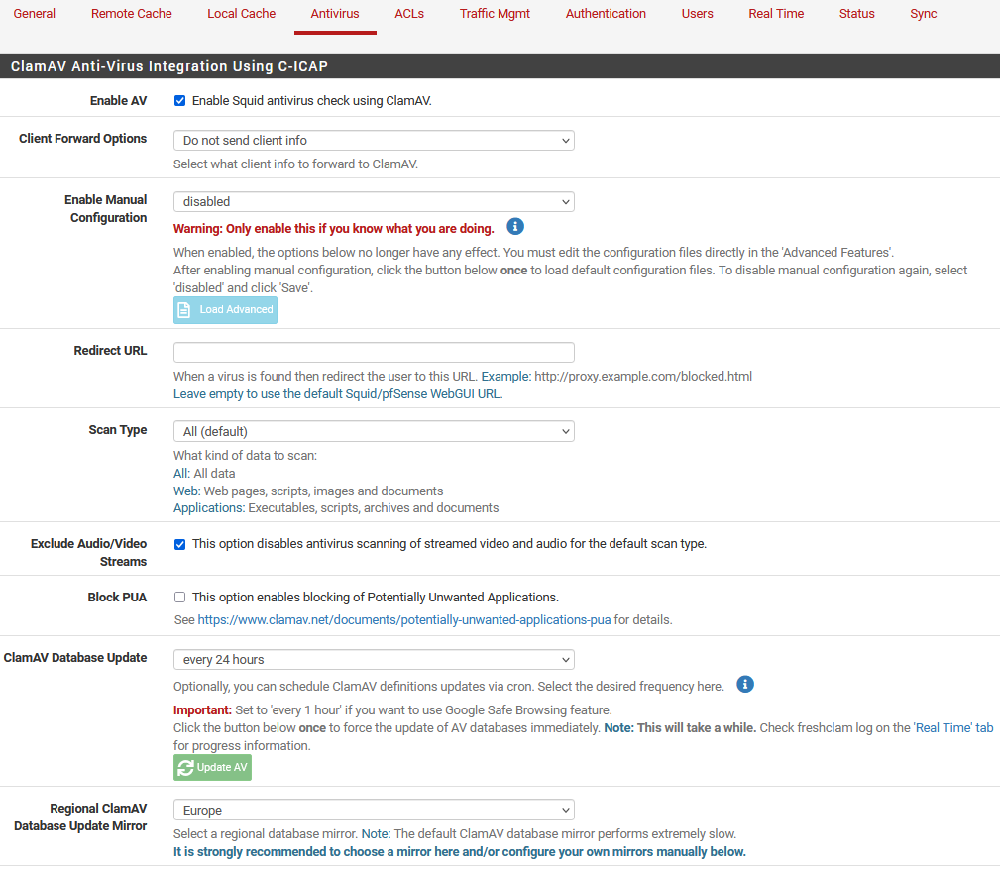 General Remote Cache Local Cache Antivirus ACLs Traffic Mgmt Authentication Users Real Time Status Sync
ClamAV Anti-Virus Integration Using C-ICAP
Enable AV
Enable Squid antivirus check using ClamAV.
Client Forward Options
Do not send client info
Select what client info to forward to ClamAV.
Enable Manual
Configuration
disabled
Warning: Only enable this if you know what you are doing.
When enabled, the options below no longer have any effect. You must edit the configuration files directly in the 'Advanced Features'.
After enabling manual configuration, click the button below once to load default configuration files. To disable manual configuration again, select
'disabled' and click 'Save'.
Load Advanced
Redirect URL
When a virus is found then redirect the user to this URL. Example: http://proxy.example.com/blocked.html
Leave empty to use the default Squid/pfSense WebGUI URL.
Scan Type
All (default)
What kind of data to scan:
All: All data
Web: Web pages, scripts, images and documents
Applications: Executables, scripts, archives and documents
Exclude Audio/Video
Streams
This option disables antivirus scanning of streamed video and audio for the default scan type.
Block PUA
This option enables blocking of Potentially Unwanted Applications.
See https://www.clamav.net/documents/potentially-unwanted-applications-pua for details.
ClamAV Database Update
every 24 hours
Optionally, you can schedule ClamAV definitions updates via cron. Select the desired frequency here.
Important: Set to 'every 1 hour' if you want to use Google Safe Browsing feature.
Click the button below once to force the update of AV databases immediately. Note: This will take a while. Check freshclam log on the 'Real Time' tab
for progress information.
Update AV
Regional ClamAV
Database Update Mirror
Europe
Select a regional database mirror. Note: The default ClamAV database mirror performs extremely slow.
It is strongly recommended to choose a mirror here and/or configure your own mirrors manually below.